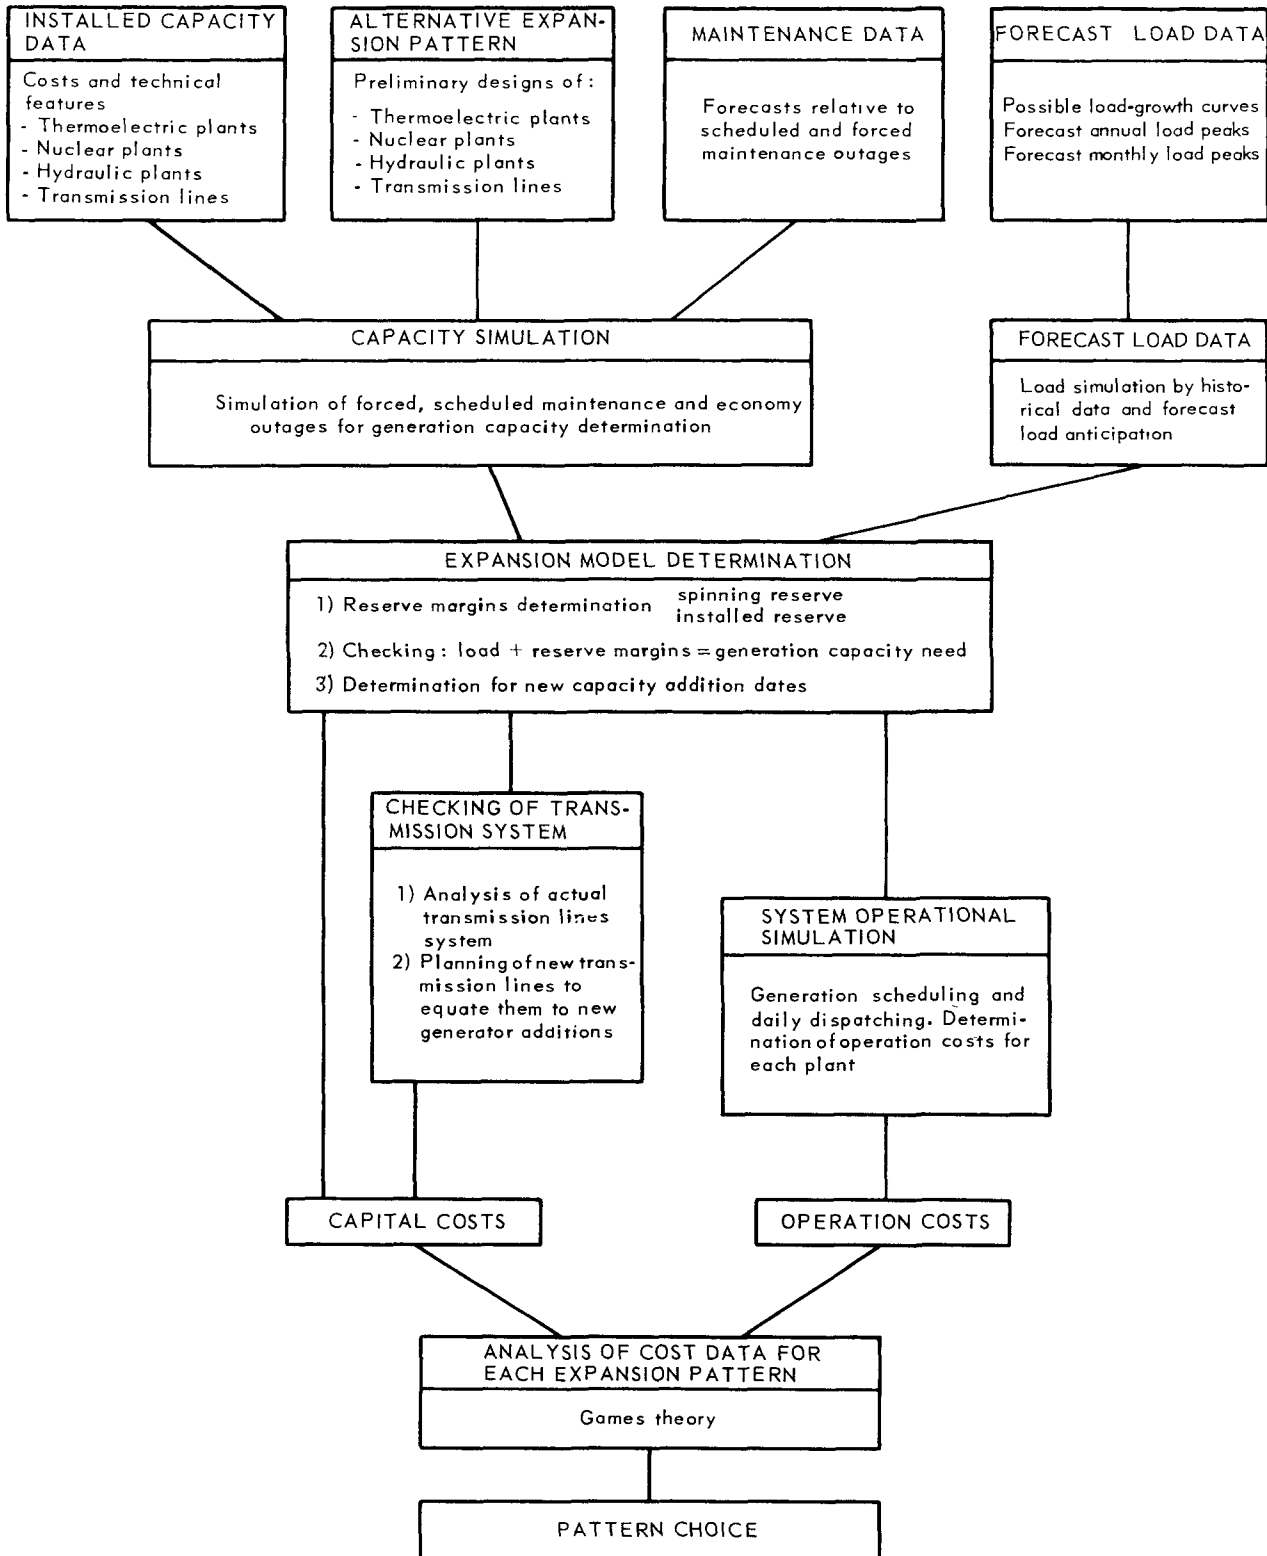 INSTALLED CAPACITY
DATA
Costs and technical
features
- Thermoelectric plants
- Nuclear plants
- Hydraulic plants
- Transmission lines
ALTERNATIVE EXPAN-
SION PATTERN
Preliminary designs of:
- Thermoelectric plants
- Nuclear plants
- Hydraulic plants
- Transmission lines
MAINTENANCE DATA
Forecasts relative to
scheduled and forced
maintenance outages
FORECAST LOAD DATA
Possible load-growth curves
Forecast annual load peaks
Forecast monthly load peaks
CAPACITY SIMULATION
Simulation of forced, scheduled maintenance and economy
outages for generation capacity determination
FORECAST LOAD DATA
Load simulation by histo-
rical data and forecast
load anticipation
EXPANSION MODEL DETERMINATION
1) Reserve margins determination spinning reserve
installed reserve
2) Checking: load + reserve margins = generation capacity need
3) Determination for new capacity addition dates
CHECKING OF TRANS-
MISSION SYSTEM
1) Analysis of actual
transmission lines
system
2) Planning of new trans-
mission lines to
equate them to new
generator additions
SYSTEM OPERATIONAL
SIMULATION
Generation scheduling and
daily dispatching. Determi-
nation of operation costs for
each plant
CAPITAL COSTS
OPERATION COSTS
ANALYSIS OF COST DATA FOR
EACH EXPANSION PATTERN
Games theory
PATTERN CHOICE